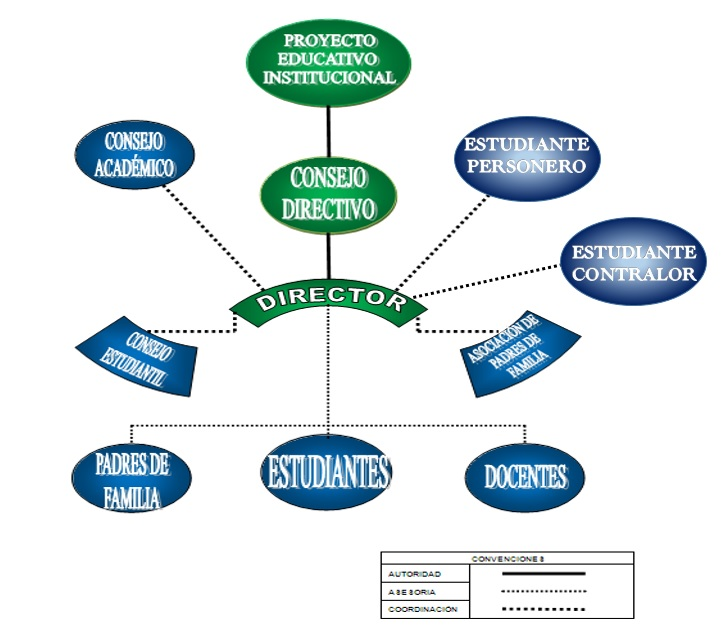 PROYECTO
EDUCATIVO
INSTITUCIONAL
CONSEJO
ACADÉMICO
ESTUDIANTE
PERSONERO
CONSEJO
DIRECTIVO
ESTUDIANTE
CONTRALOR
DIRECTOR
CONSEJO
ESTUDIANTIL
ASOCIACION DE
PADRES DE
FAMILIA
PADRES DE
FAMILIA
ESTUDIANTES
DOCENTES
CONVENCIONES
AUTORIDAD
ASESORIA
COORDINACIÓN